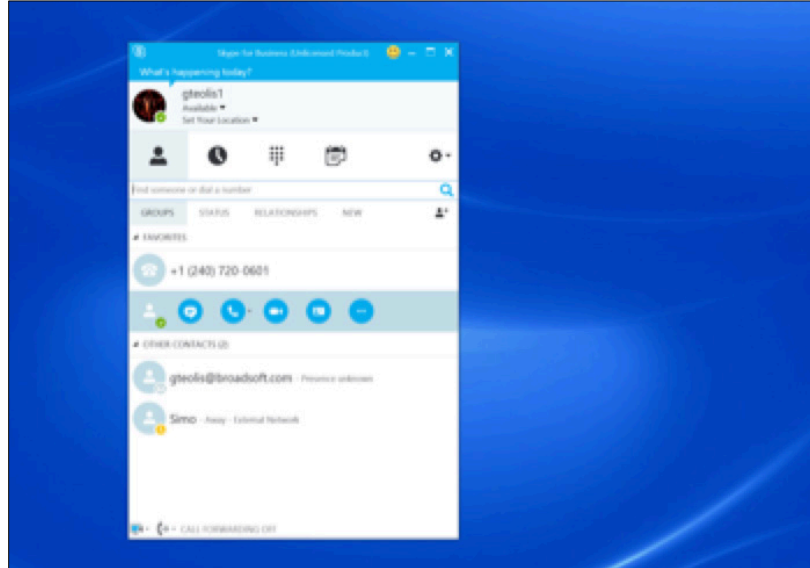 Skype for Business (Unlicensed Product)
What's happening today?
gteolis1
Available
Set Your Location
Find someone or dial a number
GROUPS STATUS RELATIONSHIPS NEW
FAVORITES
+1 (240) 720-0601
OTHER CONTACTS (2)
gteolis@broadsoft.com - Presence unknown
Simo - Away - External Network
CALL FORWARDING OFF